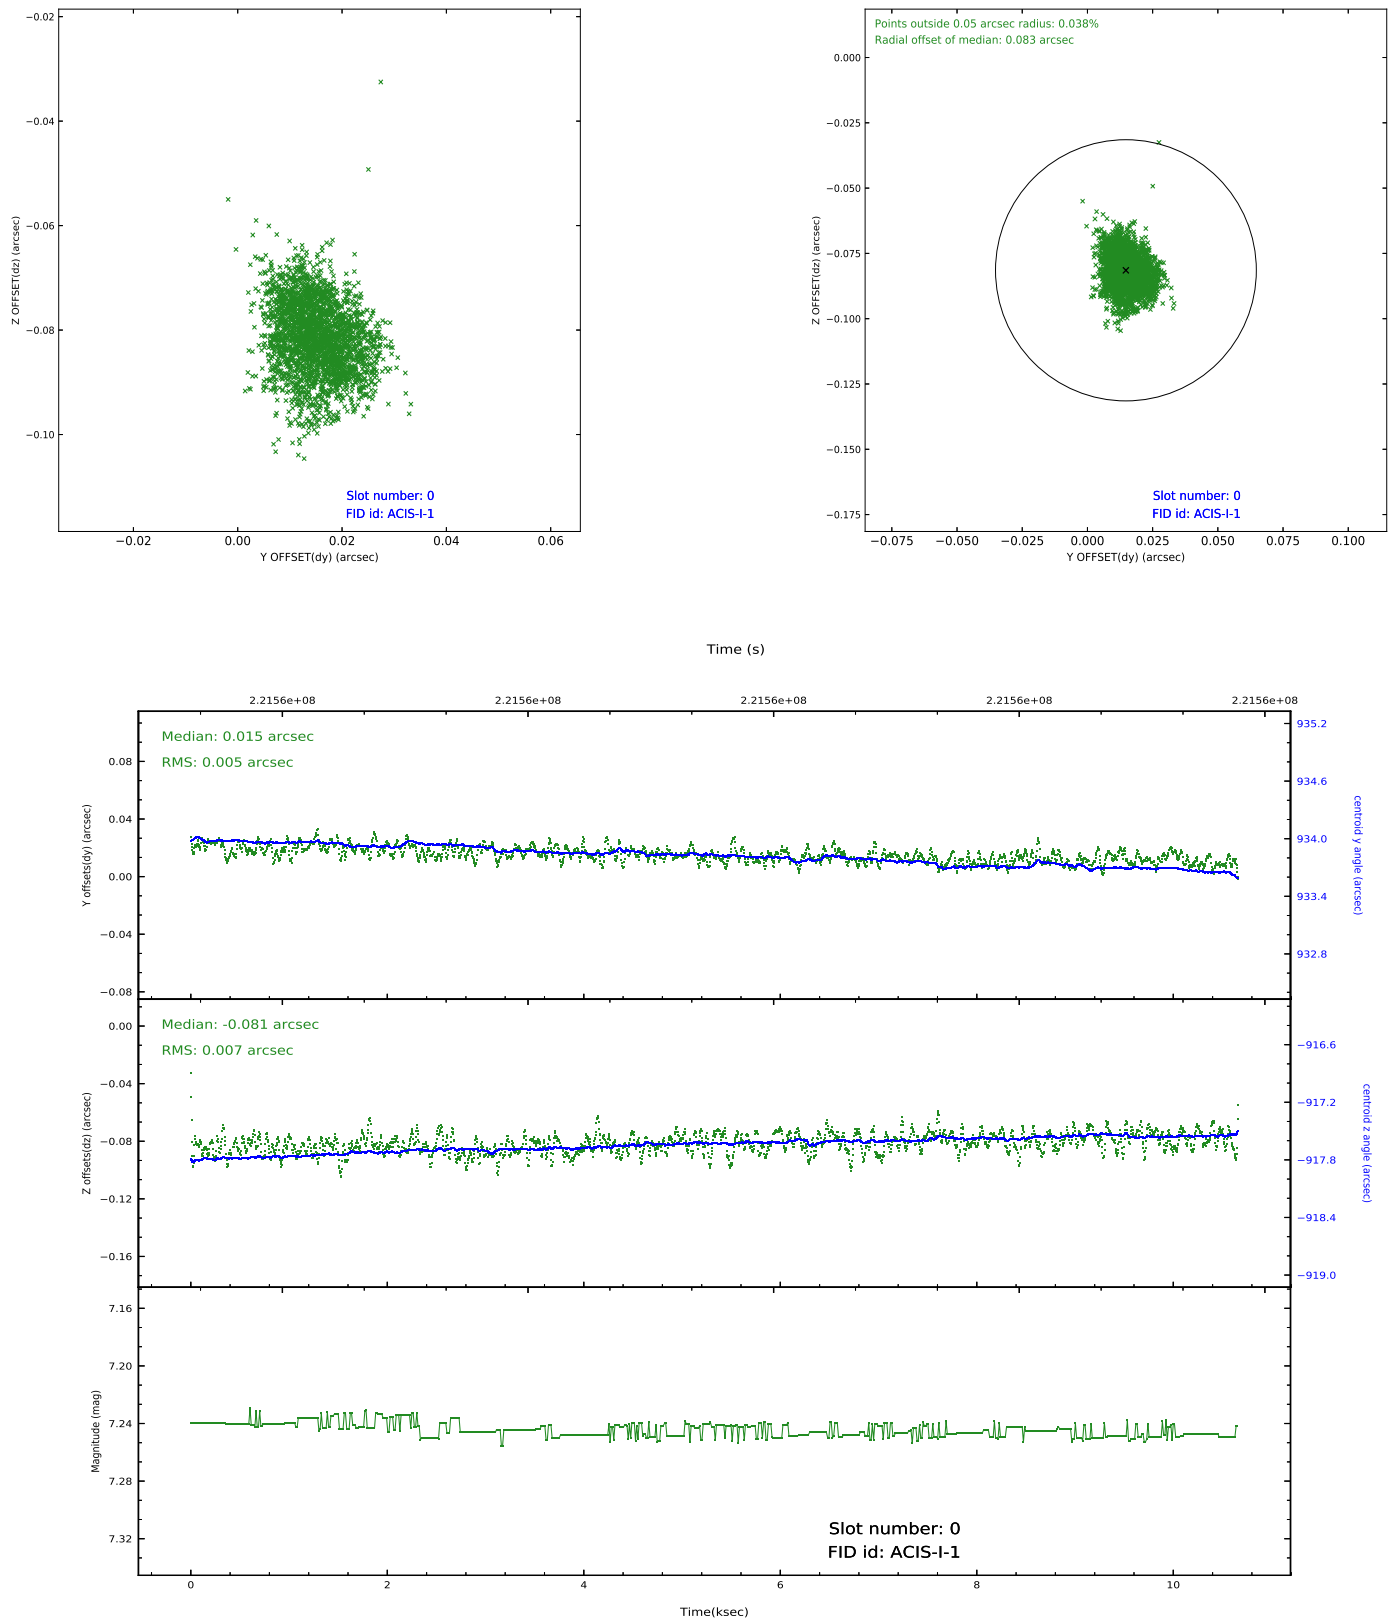 −0.02
−0.04
−0.06
−0.08
−0.10
Z OFFSET(dz) (arcsec)
Slot number: 0
FID id: ACIS-I-1
−0.02 0.00 0.02 0.04 0.06
Y OFFSET(dy) (arcsec)
Points outside 0.05 arcsec radius: 0.038%
Radial offset of median: 0.083 arcsec
0.000
−0.025
−0.050
−0.075
−0.100
−0.125
−0.150
−0.175
Z OFFSET(dz) (arcsec)
Slot number: 0
FID id: ACIS-I-1
−0.075 −0.050 −0.025 0.000 0.025 0.050 0.075 0.100
Y OFFSET(dy) (arcsec)
Time (s)
2.2156e+08 2.2156e+08 2.2156e+08 2.2156e+08 2.2156e+08
Median: 0.015 arcsec
RMS: 0.005 arcsec
0.08
0.04
0.00
−0.04
−0.08
Y offsets(dy) (arcsec)
935.2
934.6
934.0
933.4
932.8
centroid y angle (arcsec)
Median: -0.081 arcsec
RMS: 0.007 arcsec
0.00
−0.04
−0.08
−0.12
−0.16
Z offsets(dz) (arcsec)
−916.6
−917.2
−917.8
−918.4
−919.0
centroid z angle (arcsec)
7.16
7.20
7.24
7.28
7.32
Magnitude (mag)
Slot number: 0
FID id: ACIS-I-1
0 2 4 6 8 10
Time(ksec)